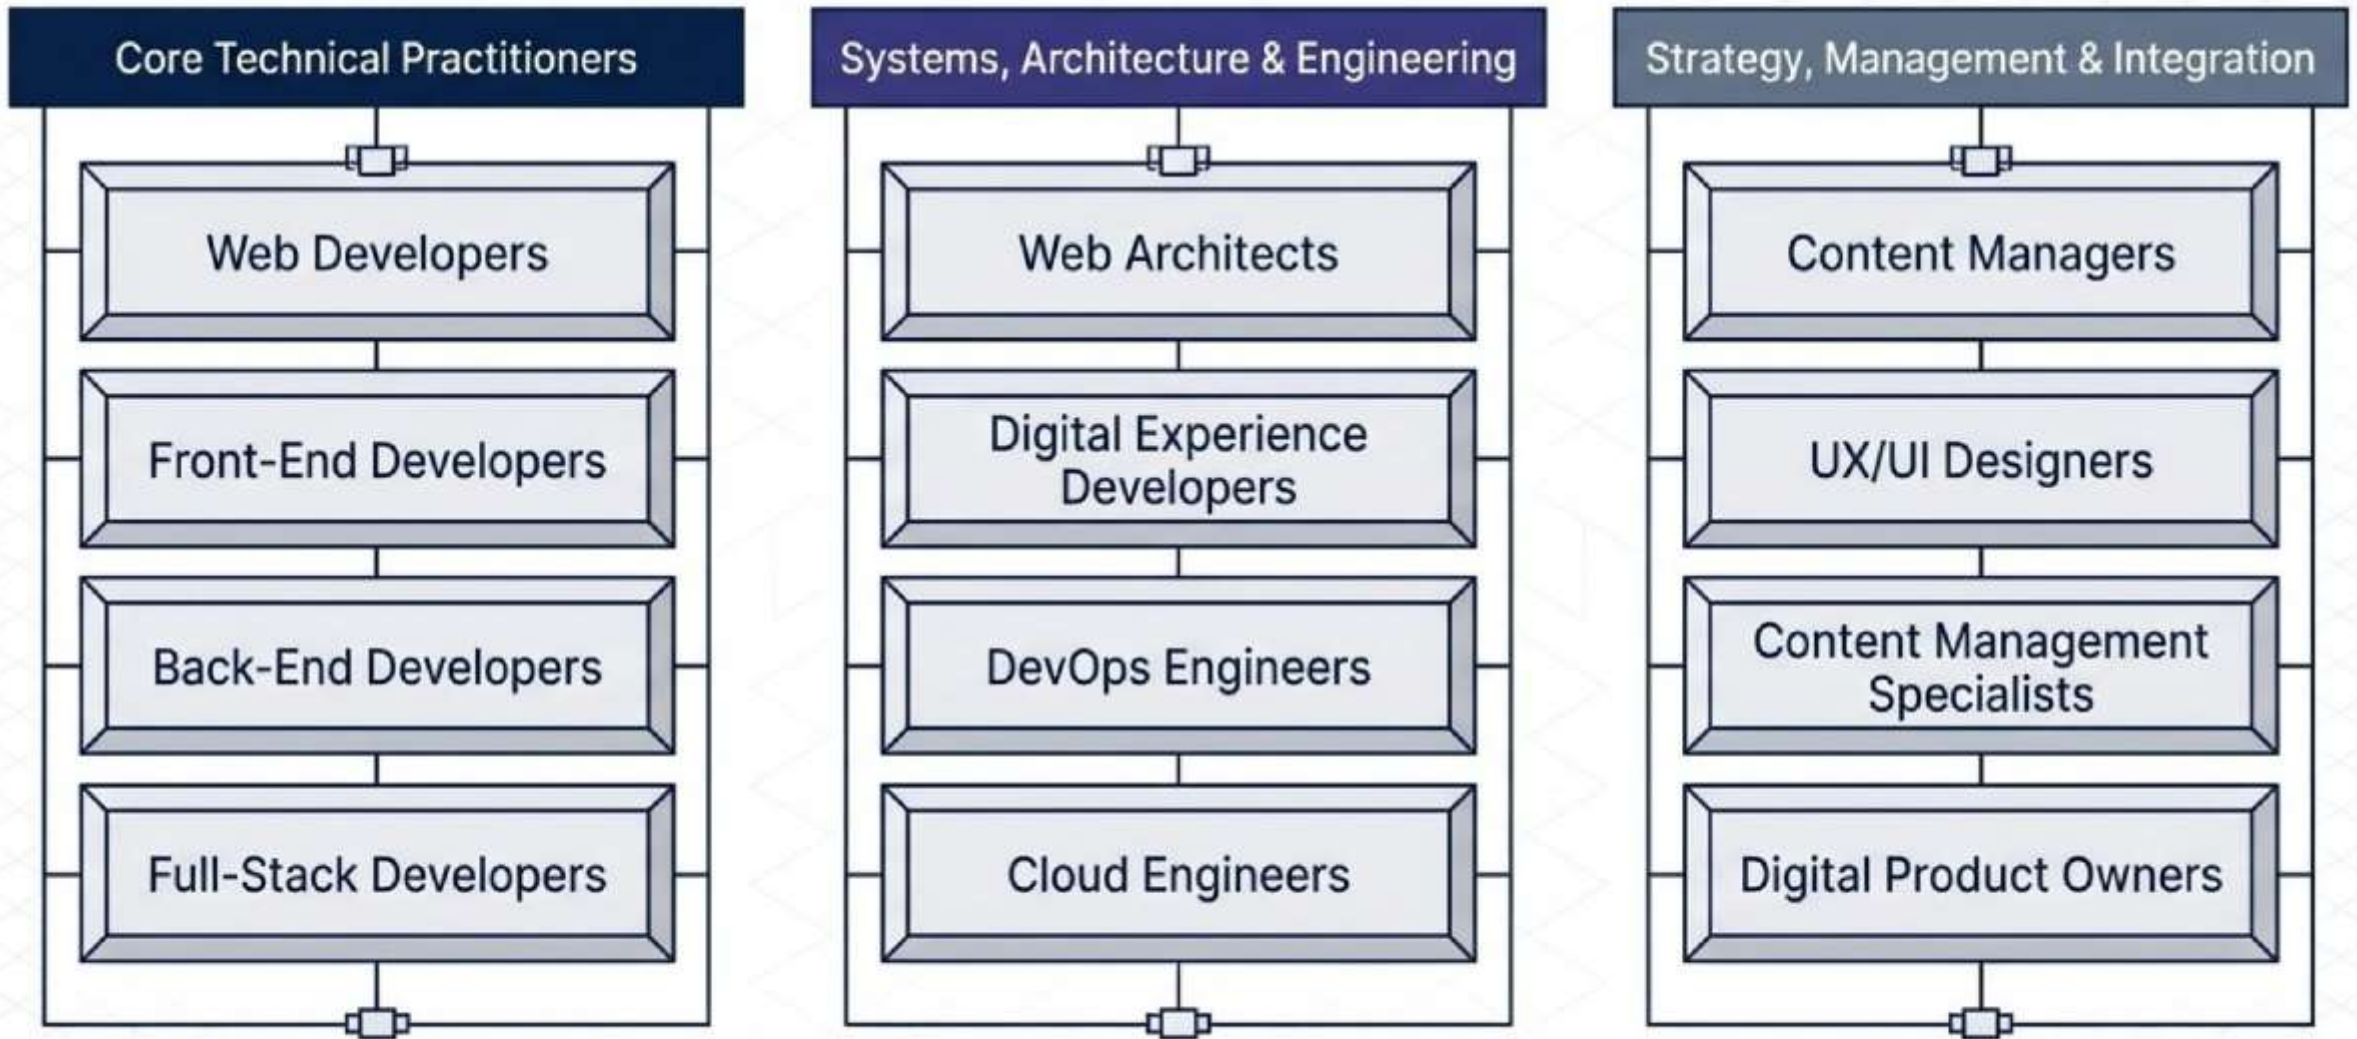 Core Technical Practitioners
Web Developers
Front-End Developers
Back-End Developers
Full-Stack Developers
Systems, Architecture & Engineering
Web Architects
Digital Experience
Developers
DevOps Engineers
Cloud Engineers
Strategy, Management & Integration
Content Managers
UX/UI Designers
Content Management
Specialists
Digital Product Owners